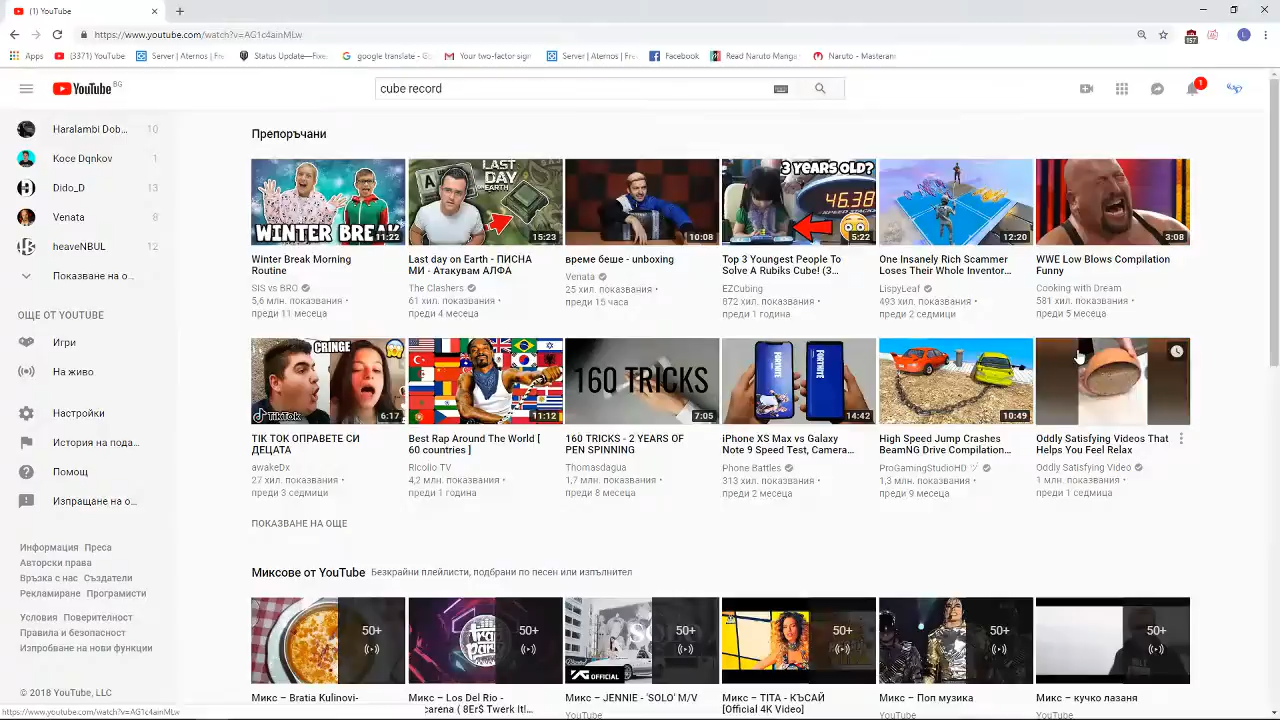 (1) YouTube
https://www.youtube.com/watch?v=AG1c4ainMLw
Apps (3371) YouTube Server | Aternos | Fre Status Update—Fixe google translate - G Your two-factor sign Server | Aternos | Fre Facebook Read Naruto Manga Naruto - Masterani
157
YouTube BG
cube record
1
Haralambi Dob... 10
Koce Dqnkov 1
Dido_D 13
Venata 8
heaveNBUL 12
Показване на о...
ОЩЕ ОТ YOUTUBE
Игри
На живо
Настройки
История на пода...
Помощ
Изпращане на о...
Информация Преса
Авторски права
Връзка с нас Създатели
Рекламиране Програмисти
Условия Поверителност
Правила и безопасност
Изпробване на нови функции
© 2018 YouTube, LLC
https://www.youtube.com/watch?v=AG1c4ainMLw
Препоръчани
WINTER BREAK
11:22
LAST DAY ON EARTH
15:23
10:08
3 YEARS OLD?
46.38
5:22
12:20
3:08
Winter Break Morning Routine
SIS vs BRO
5,6 млн. показвания •
преди 11 месеца
Last day on Earth - ПИСНА МИ - Атакувам АЛФА
The Clashers
61 хил. показвания •
преди 4 месеца
време беше - unboxing
Venata
25 хил. показвания •
преди 15 часа
Top 3 Youngest People To Solve A Rubiks Cube! (3...
EZCubing
872 хил. показвания •
преди 1 година
One Insanely Rich Scammer Loses Their Whole Inventor...
LispyLeaf
493 хил. показвания •
преди 2 седмици
WWE Low Blows Compilation Funny
Cooking with Dream
581 хил. показвания •
преди 5 месеца
CRINGE
TikTok
6:17
11:12
160 TRICKS
7:05
FORTNITE
FORTNITE
14:42
10:49
TIK TOK ОПРАВЕТЕ СИ ДЕЦАТА
awakeDx
27 хил. показвания •
преди 3 седмици
Best Rap Around The World [ 60 countries ]
Ricoilo TV
4,2 млн. показвания •
преди 1 година
160 TRICKS - 2 YEARS OF PEN SPINNING
Thomasdagua
1,7 млн. показвания •
преди 8 месеца
iPhone XS Max vs Galaxy Note 9 Speed Test, Camera...
Phone Battles
313 хил. показвания •
преди 2 месеца
High Speed Jump Crashes BeamNG Drive Compilation...
ProGamingStudioHD
1,3 млн. показвания •
преди 9 месеца
Oddly Satisfying Videos That Helps You Feel Relax
Oddly Satisfying Video
1 млн. показвания •
преди 1 седмица
ПОКАЗВАНЕ НА ОЩЕ
Миксове от YouTube Безкрайни плейлисти, подбрани по песен или изпълнител
50+
50+
OFFICIAL
50+
50+
50+
50+
Микс – Bratia Kulinovi-
Микс – Los Del Rio -
carena ( 8Er$ Twerk It!...
Микс – JENNIE - 'SOLO' M/V
YouTube
Микс – TITA - КЪСАЙ
[Official 4K Video]
Микс – Поп музика
YouTube
Микс – кучко лазаня
YouTube